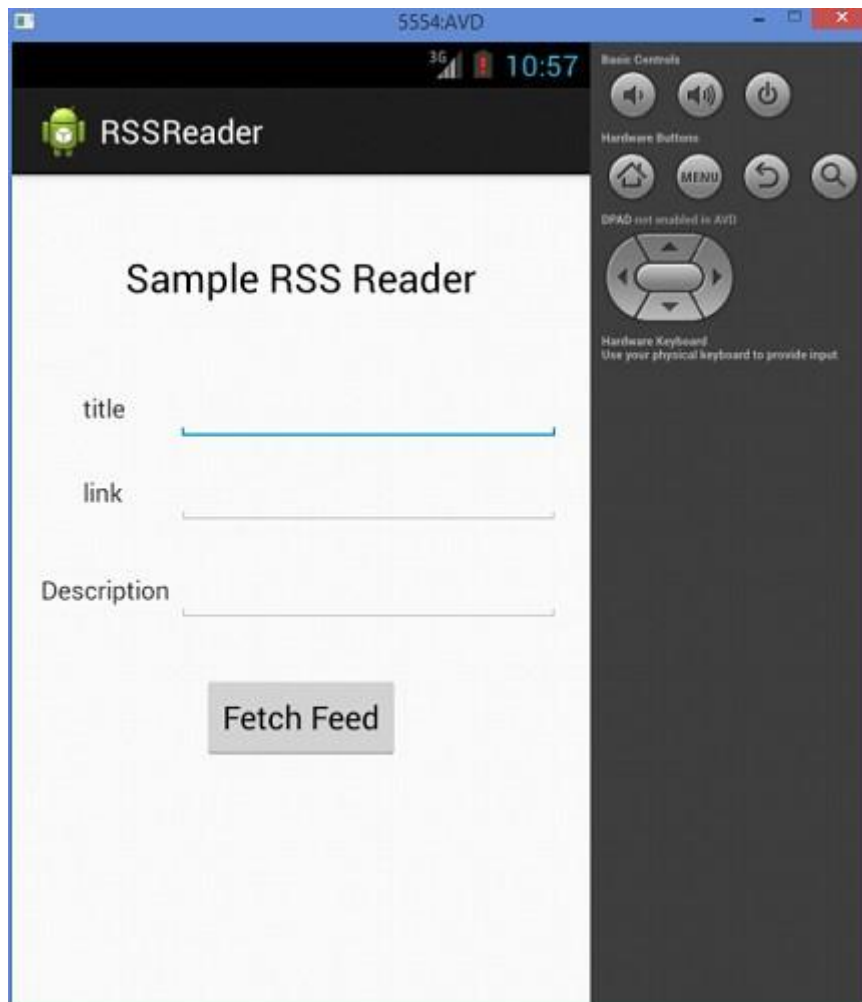 5554:AVD
3G 10:57
RSSReader
Sample RSS Reader
title
link
Description
Fetch Feed
Basic Controls
Hardware Buttons
MENU
DPAD not enabled in AVD
Hardware Keyboard
Use your physical keyboard to provide input